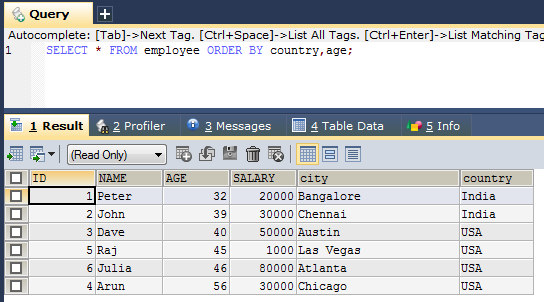 Query
Autocomplete: [Tab]->Next Tag. [Ctrl+Space]->List All Tags. [Ctrl+Enter]->List Matching Tag
1 SELECT * FROM employee ORDER BY country,age;
1 Result 2 Profiler 3 Messages 4 Table Data 5 Info
(Read Only)
ID NAME AGE SALARY city country
1 Peter 32 20000 Bangalore India
2 John 39 30000 Chennai India
3 Dave 40 50000 Austin USA
5 Raj 45 1000 Las Vegas USA
6 Julia 46 80000 Atlanta USA
4 Arun 56 30000 Chicago USA